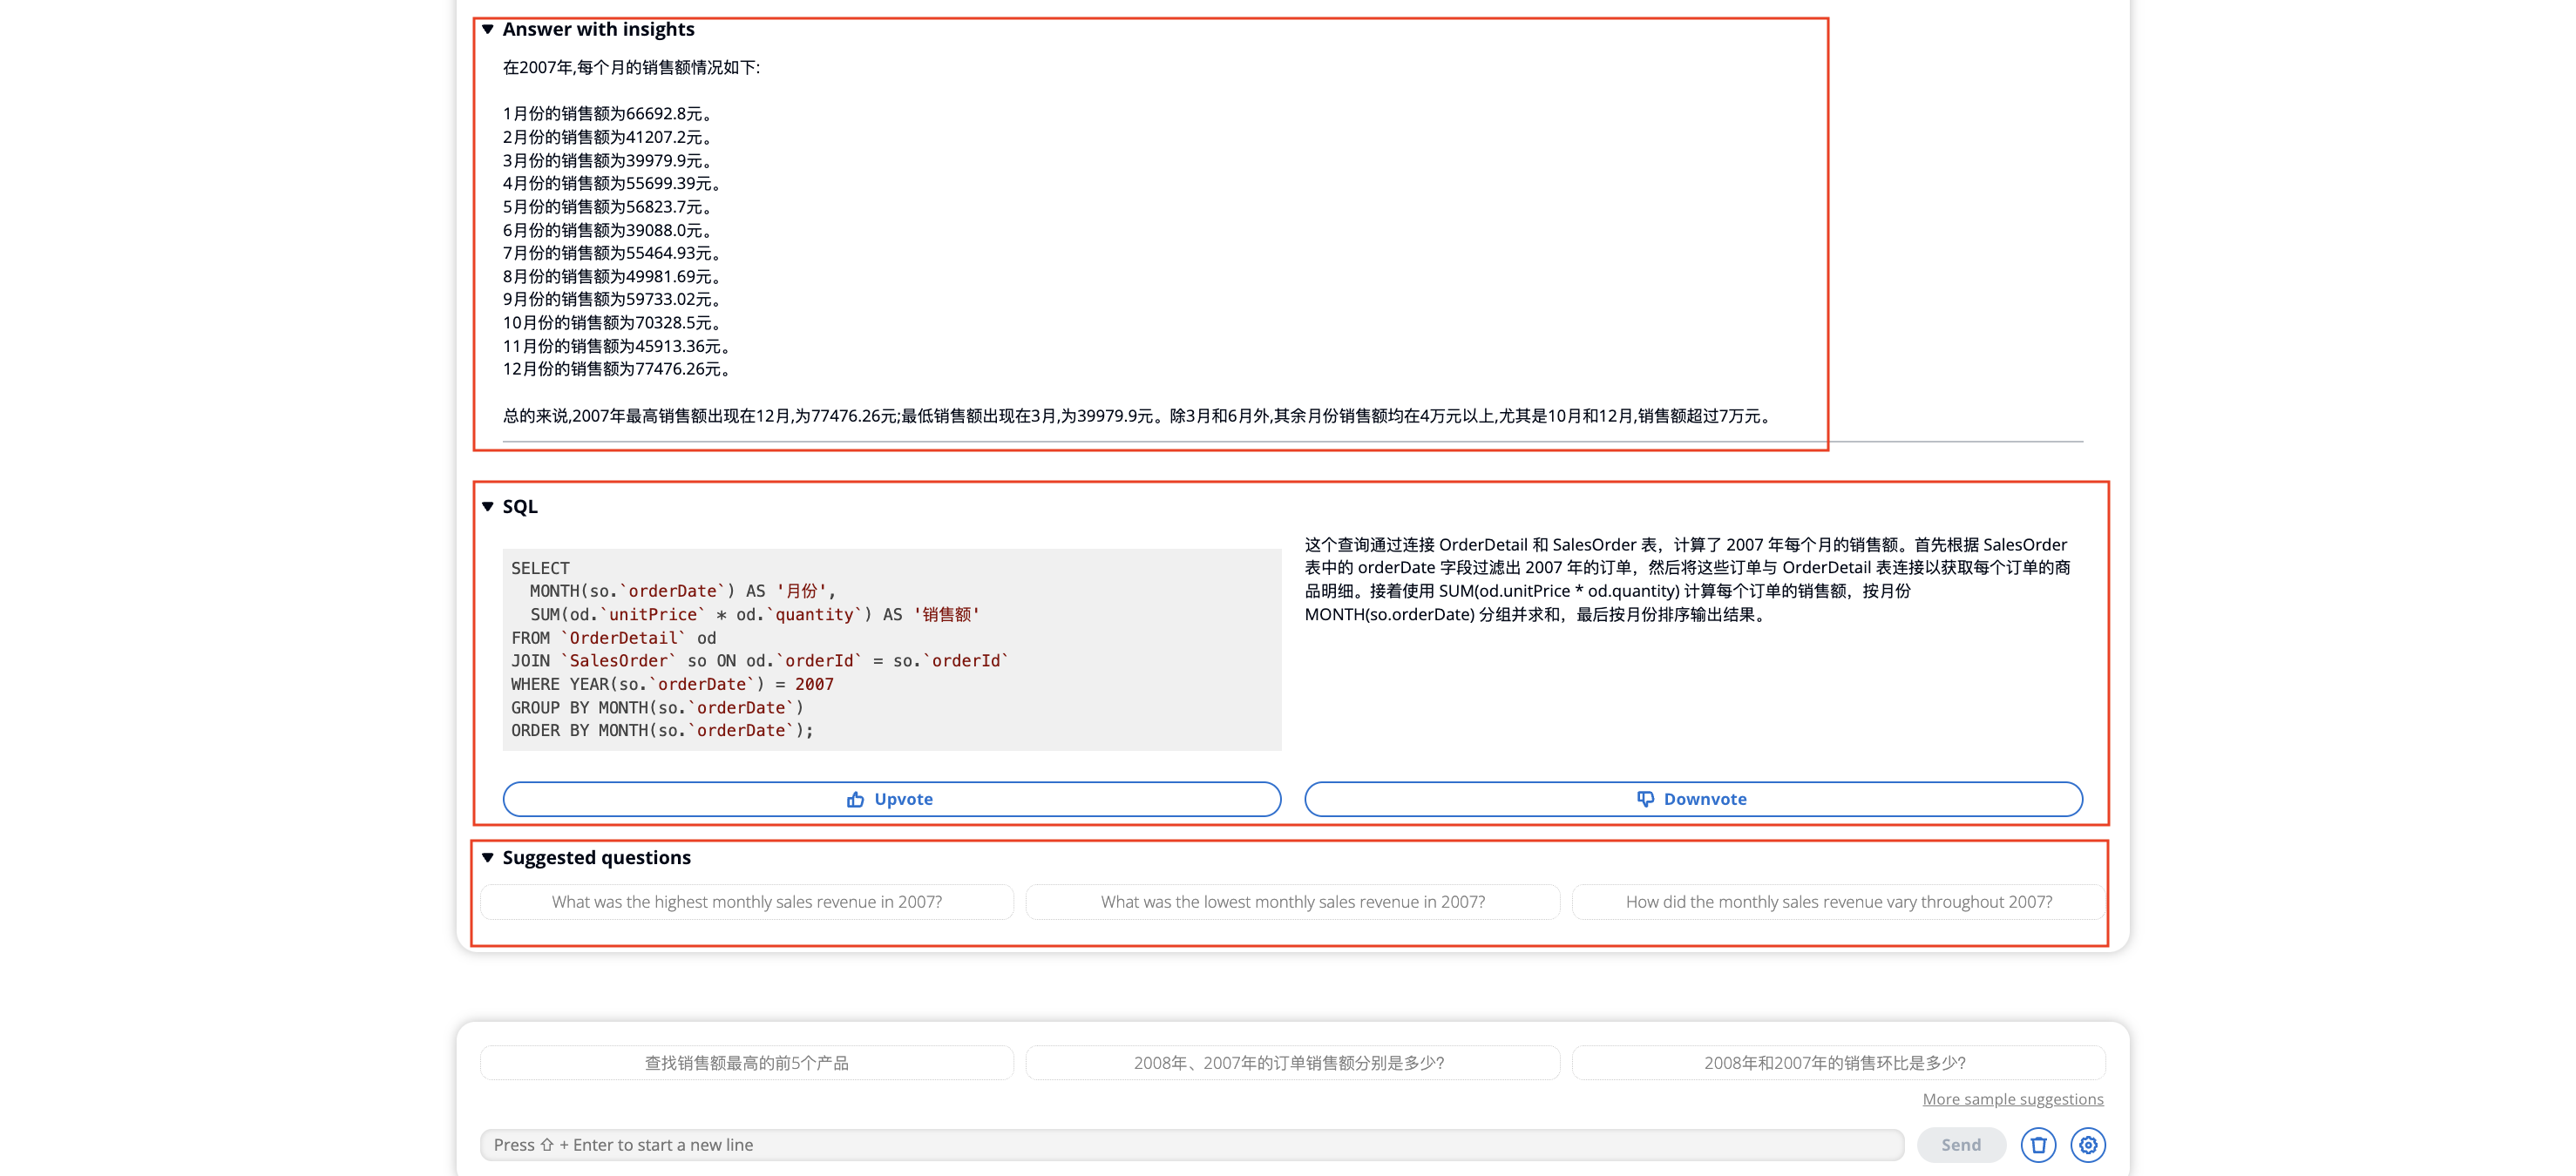 Answer with insights
在2007年,每个月的销售额情况如下:
1月份的销售额为66692.8元。
2月份的销售额为41207.2元。
3月份的销售额为39979.9元。
4月份的销售额为55699.39元。
5月份的销售额为56823.7元。
6月份的销售额为39088.0元。
7月份的销售额为55464.93元。
8月份的销售额为49981.69元。
9月份的销售额为59733.02元。
10月份的销售额为70328.5元。
11月份的销售额为45913.36元。
12月份的销售额为77476.26元。
总的来说,2007年最高销售额出现在12月,为77476.26元;最低销售额出现在3月,为39979.9元。除3月和6月外,其余月份销售额均在4万元以上,尤其是10月和12月,销售额超过7万元。
SQL
SELECT
  MONTH(so.`orderDate`) AS '月份',
  SUM(od.`unitPrice` * od.`quantity`) AS '销售额'
FROM `OrderDetail` od
JOIN `SalesOrder` so ON od.`orderId` = so.`orderId`
WHERE YEAR(so.`orderDate`) = 2007
GROUP BY MONTH(so.`orderDate`)
ORDER BY MONTH(so.`orderDate`);
这个查询通过连接 OrderDetail 和 SalesOrder 表，计算了 2007 年每个月的销售额。首先根据 SalesOrder
表中的 orderDate 字段过滤出 2007 年的订单，然后将这些订单与 OrderDetail 表连接以获取每个订单的商
品明细。接着使用 SUM(od.unitPrice * od.quantity) 计算每个订单的销售额，按月份
MONTH(so.orderDate) 分组并求和，最后按月份排序输出结果。
Upvote
Downvote
Suggested questions
What was the highest monthly sales revenue in 2007?
What was the lowest monthly sales revenue in 2007?
How did the monthly sales revenue vary throughout 2007?
查找销售额最高的前5个产品
2008年、2007年的订单销售额分别是多少?
2008年和2007年的销售环比是多少?
More sample suggestions
Press ⇧ + Enter to start a new line
Send